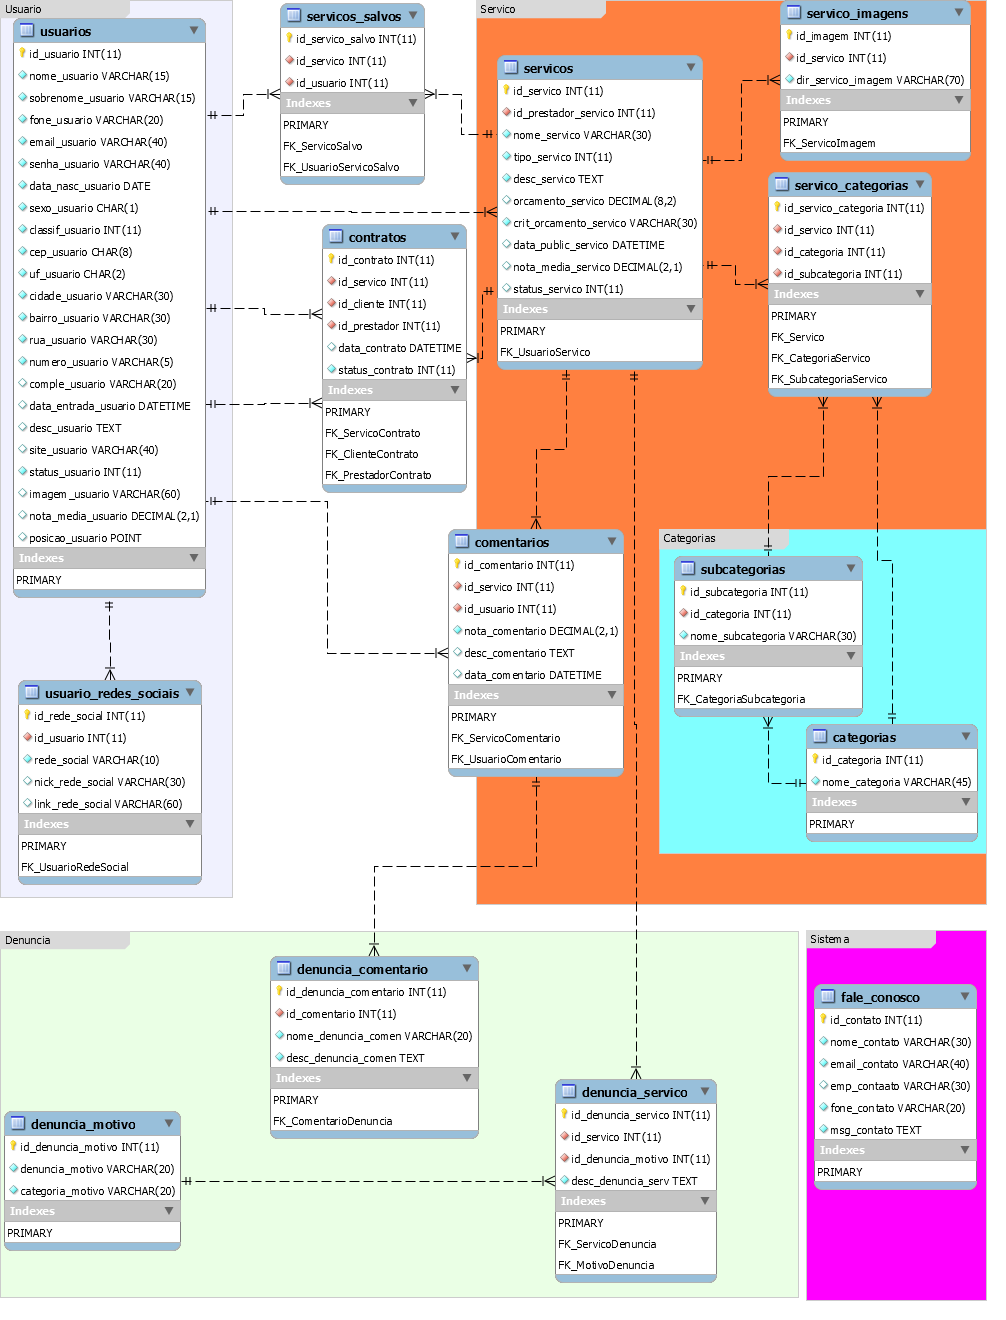 Usuario
usuarios
id_usuario INT(11)
nome_usuario VARCHAR(15)
sobrenome_usuario VARCHAR(15)
fone_usuario VARCHAR(20)
email_usuario VARCHAR(40)
senha_usuario VARCHAR(40)
data_nasc_usuario DATE
sexo_usuario CHAR(1)
classif_usuario INT(11)
cep_usuario CHAR(8)
uf_usuario CHAR(2)
cidade_usuario VARCHAR(30)
bairro_usuario VARCHAR(30)
rua_usuario VARCHAR(30)
numero_usuario VARCHAR(5)
comple_usuario VARCHAR(20)
data_entrada_usuario DATETIME
desc_usuario TEXT
site_usuario VARCHAR(40)
status_usuario INT(11)
imagem_usuario VARCHAR(60)
nota_media_usuario DECIMAL(2,1)
posicao_usuario POINT
Indexes
PRIMARY
usuario_redes_sociais
id_rede_social INT(11)
id_usuario INT(11)
rede_social VARCHAR(10)
nick_rede_social VARCHAR(30)
link_rede_social VARCHAR(60)
Indexes
PRIMARY
FK_UsuarioRedeSocial
servicos_salvos
id_servico_salvo INT(11)
id_servico INT(11)
id_usuario INT(11)
Indexes
PRIMARY
FK_ServicoSalvo
FK_UsuarioServicoSalvo
contratos
id_contrato INT(11)
id_servico INT(11)
id_cliente INT(11)
id_prestador INT(11)
data_contrato DATETIME
status_contrato INT(11)
Indexes
PRIMARY
FK_ServicoContrato
FK_ClienteContrato
FK_PrestadorContrato
Servico
servicos
id_servico INT(11)
id_prestador_servico INT(11)
nome_servico VARCHAR(30)
tipo_servico INT(11)
desc_servico TEXT
orcamento_servico DECIMAL(8,2)
crit_orcamento_servico VARCHAR(30)
data_public_servico DATETIME
nota_media_servico DECIMAL(2,1)
status_servico INT(11)
Indexes
PRIMARY
FK_UsuarioServico
servico_imagens
id_imagem INT(11)
id_servico INT(11)
dir_servico_imagem VARCHAR(70)
Indexes
PRIMARY
FK_ServicoImagem
servico_categorias
id_servico_categoria INT(11)
id_servico INT(11)
id_categoria INT(11)
id_subcategoria INT(11)
Indexes
PRIMARY
FK_Servico
FK_CategoriaServico
FK_SubcategoriaServico
comentarios
id_comentario INT(11)
id_servico INT(11)
id_usuario INT(11)
nota_comentario DECIMAL(2,1)
desc_comentario TEXT
data_comentario DATETIME
Indexes
PRIMARY
FK_ServicoComentario
FK_UsuarioComentario
Categorias
subcategorias
id_subcategoria INT(11)
id_categoria INT(11)
nome_subcategoria VARCHAR(30)
Indexes
PRIMARY
FK_CategoriaSubcategoria
categorias
id_categoria INT(11)
nome_categoria VARCHAR(45)
Indexes
PRIMARY
Denuncia
denuncia_comentario
id_denuncia_comentario INT(11)
id_comentario INT(11)
nome_denuncia_comen VARCHAR(20)
desc_denuncia_comen TEXT
Indexes
PRIMARY
FK_ComentarioDenuncia
denuncia_motivo
id_denuncia_motivo INT(11)
denuncia_motivo VARCHAR(20)
categoria_motivo VARCHAR(20)
Indexes
PRIMARY
denuncia_servico
id_denuncia_servico INT(11)
id_servico INT(11)
id_denuncia_motivo INT(11)
desc_denuncia_serv TEXT
Indexes
PRIMARY
FK_ServicoDenuncia
FK_MotivoDenuncia
Sistema
fale_conosco
id_contato INT(11)
nome_contato VARCHAR(30)
email_contato VARCHAR(40)
emp_contaato VARCHAR(30)
fone_contato VARCHAR(20)
msg_contato TEXT
Indexes
PRIMARY